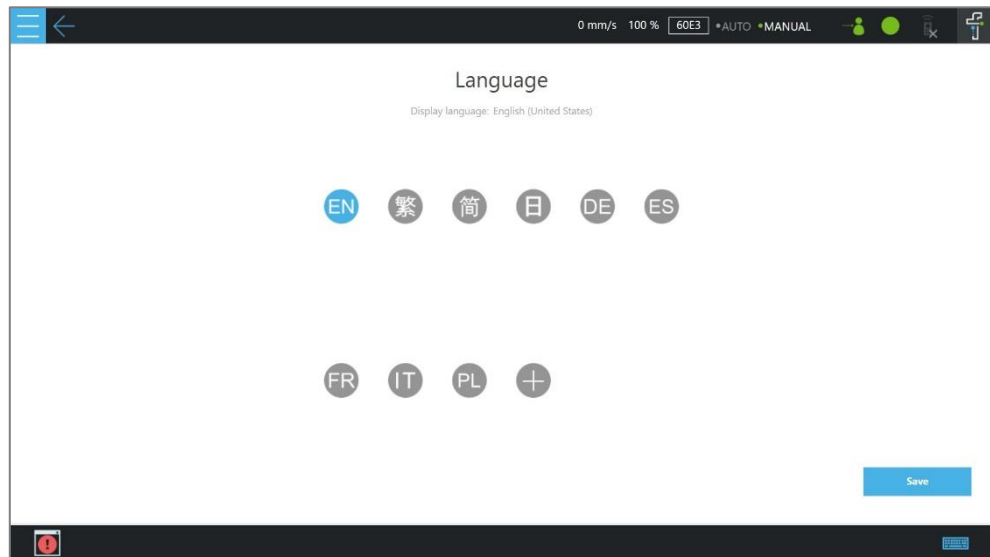 0 mm/s 100 % 60E3 •AUTO •MANUAL
Language
Display language: English (United States)
EN 繁 简 日 DE ES
FR IT PL +
Save